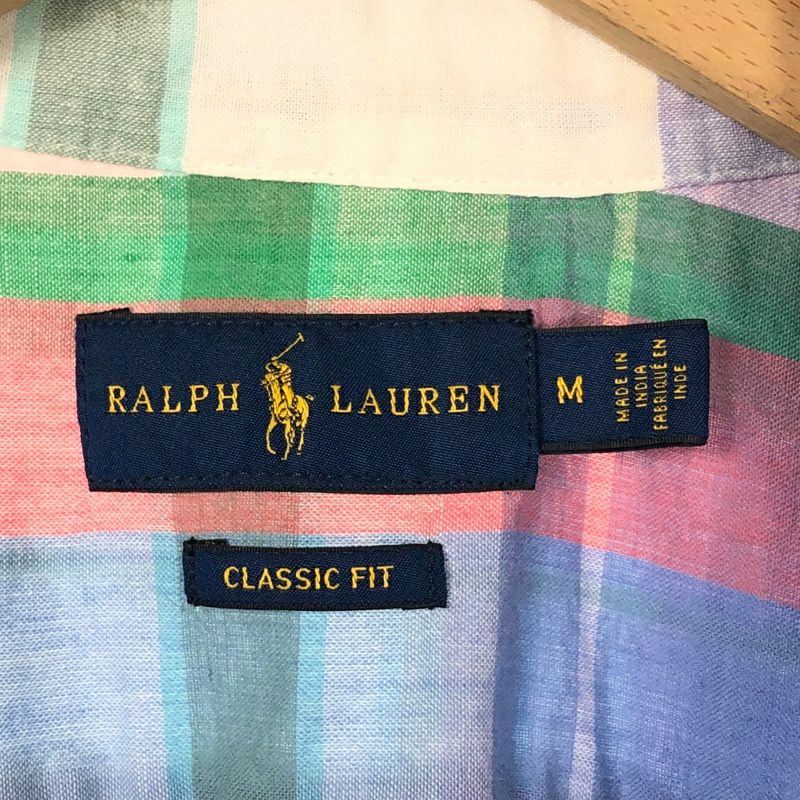 RALPH LAUREN
M
MADE IN
INDIA
FABRIQUÉ EN
INDE
CLASSIC FIT